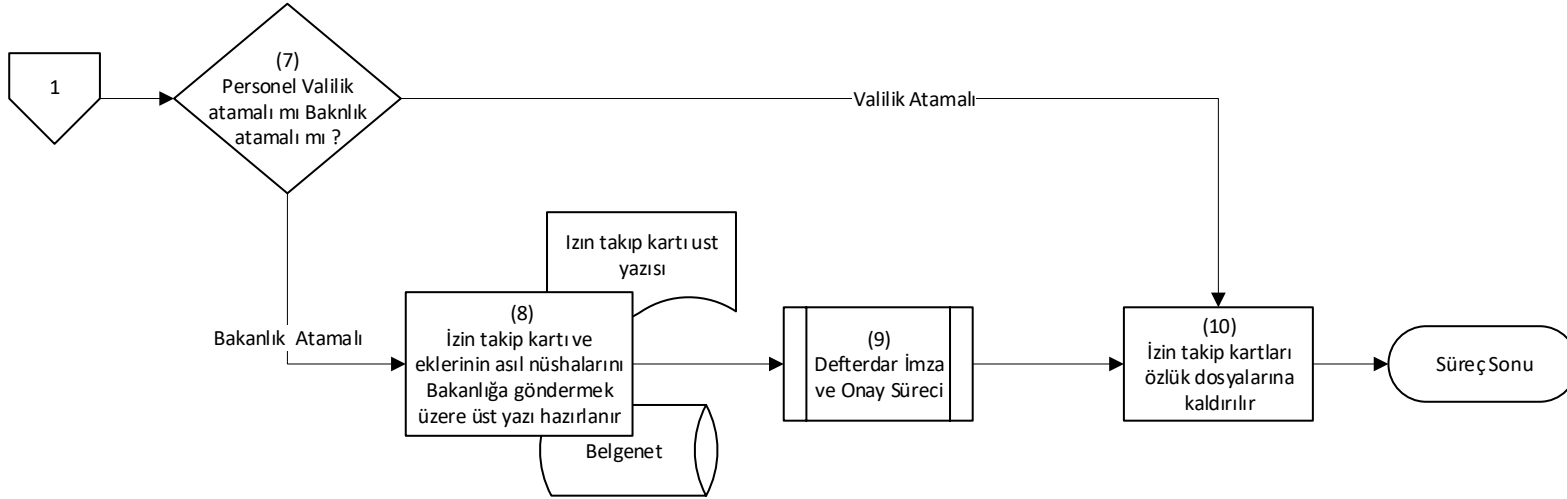 1
(7)
Personel Valilik
atamalı mı Baknlık
atamalı mı ?
Valilik Atamalı
Bakanlık Atamalı
Izın takıp kartı ust
yazısı
(8)
İzin takip kartı ve
eklerinin asıl nüshalarını
Bakanlığa göndermek
üzere üst yazı hazırlanır
Belgenet
(9)
Defterdar İmza
ve Onay Süreci
(10)
İzin takip kartları
özlük dosyalarına
kaldırılır
Süreç Sonu